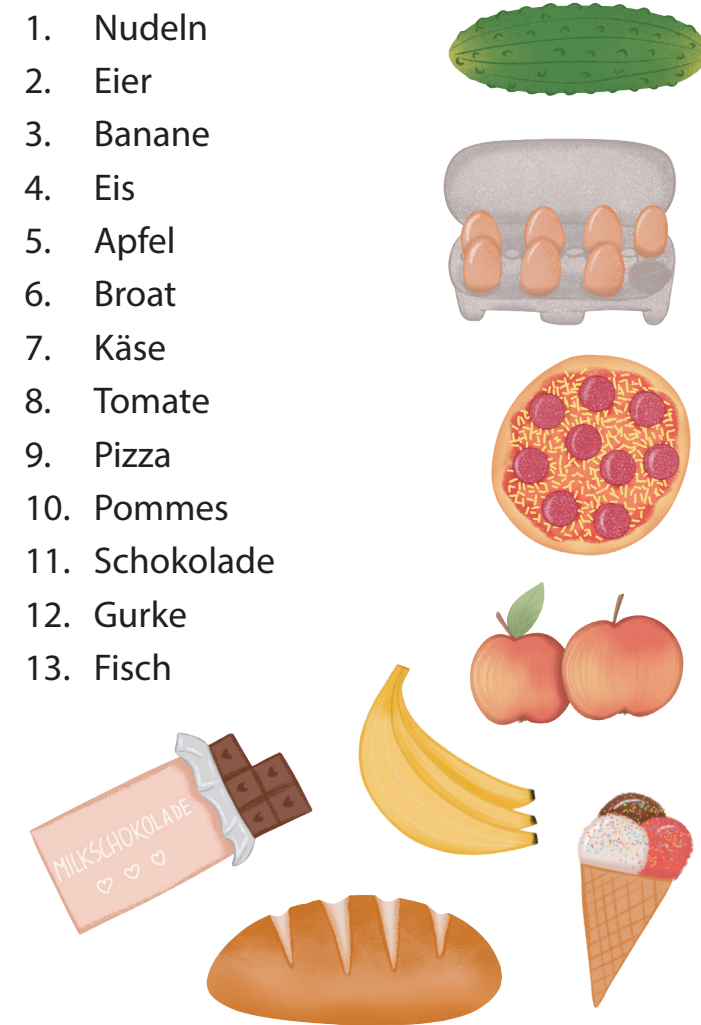 1. Nudeln
2. Eier
3. Banane
4. Eis
5. Apfel
6. Broat
7. Käse
8. Tomate
9. Pizza
10. Pommes
11. Schokolade
12. Gurke
13. Fisch
MILKSCHOKOLADE